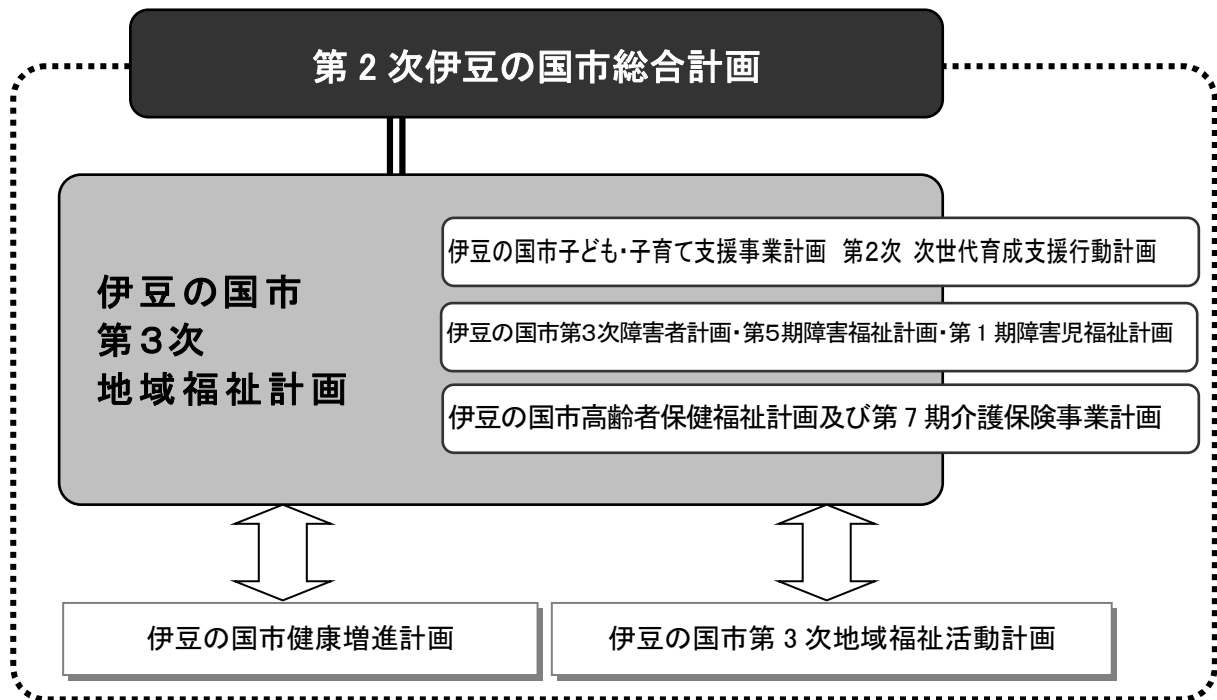 第２次伊豆の国市総合計画
伊豆の国市
第３次
地域福祉計画
伊豆の国市子ども・子育て支援事業計画　第2次 次世代育成支援行動計画
伊豆の国市第３次障害者計画・第５期障害福祉計画・第１期障害児福祉計画
伊豆の国市高齢者保健福祉計画及び第７期介護保険事業計画
伊豆の国市健康増進計画
伊豆の国市第３次地域福祉活動計画